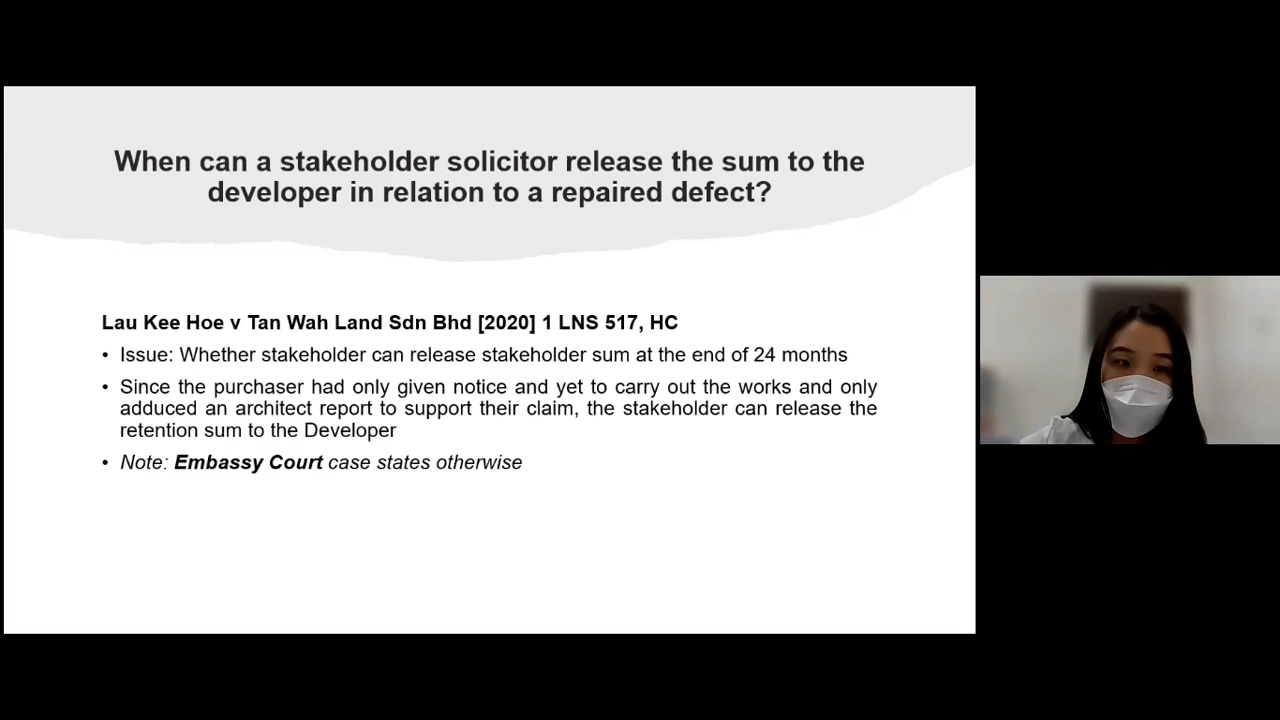 When can a stakeholder solicitor release the sum to the
developer in relation to a repaired defect?
Lau Kee Hoe v Tan Wah Land Sdn Bhd [2020] 1 LNS 517, HC
• Issue: Whether stakeholder can release stakeholder sum at the end of 24 months
• Since the purchaser had only given notice and yet to carry out the works and only
adduced an architect report to support their claim, the stakeholder can release the
retention sum to the Developer
• Note: Embassy Court case states otherwise